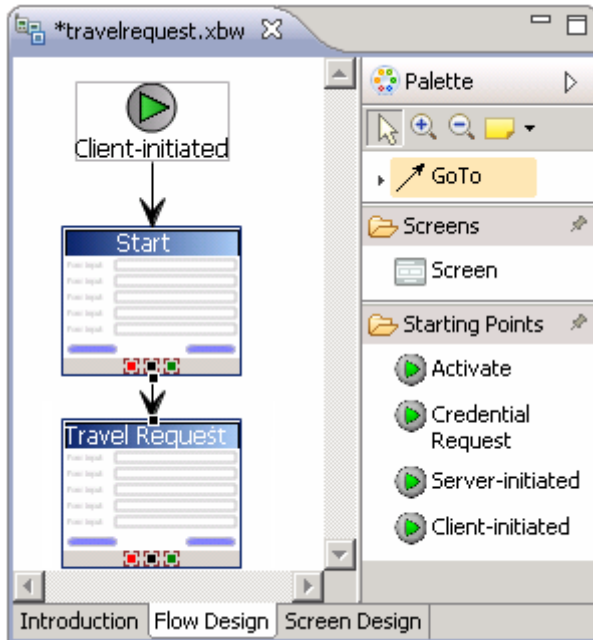 *travelrequest.xbw
Client-initiated
Start
Travel Request
Palette
GoTo
Screens
Screen
Starting Points
Activate
Credential
Request
Server-initiated
Client-initiated
Introduction
Flow Design
Screen Design